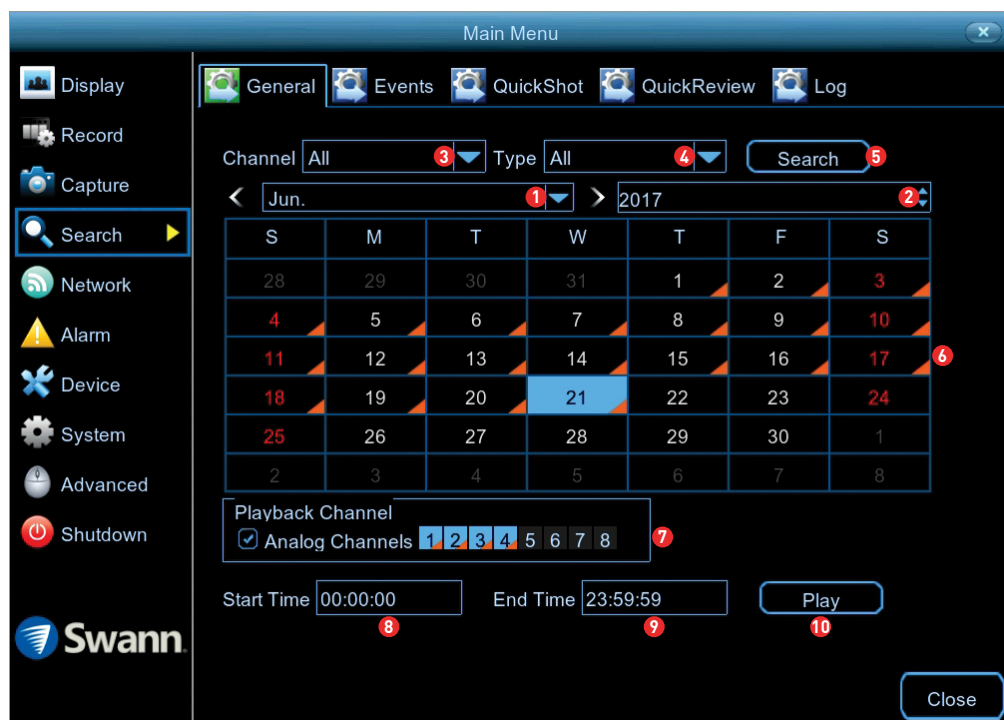 Main Menu
Display
Record
Capture
Search
Network
Alarm
Device
System
Advanced
Shutdown
Swann
General Events QuickShot QuickReview Log
Channel All 3 Type All 4 Search 5
Jun. 1 2017 2
S M T W T F S
28 29 30 31 1 2 3
4 5 6 7 8 9 10
11 12 13 14 15 16 17 6
18 19 20 21 22 23 24
25 26 27 28 29 30 1
2 3 4 5 6 7 8
Playback Channel
Analog Channels 1 2 3 4 5 6 7 8 7
Start Time 00:00:00 End Time 23:59:59 Play
8 9 10
Close